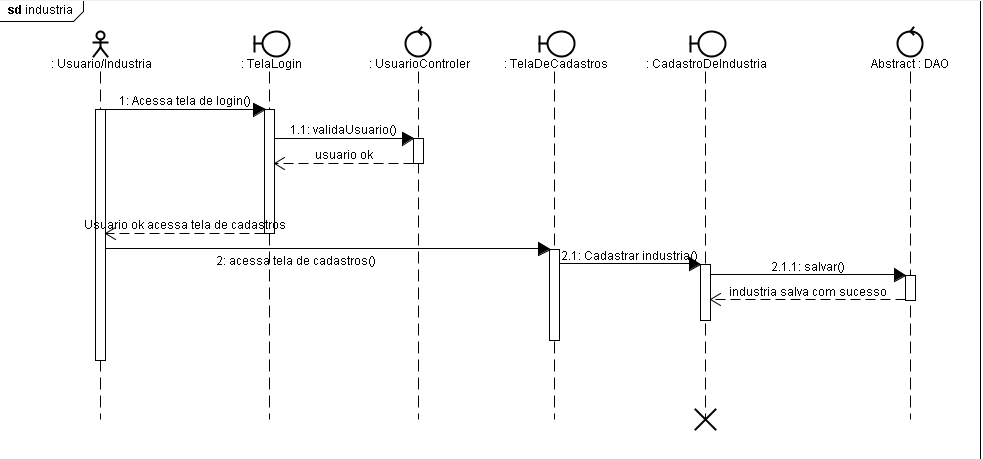 sd industria
: Usuario/Industria
: TelaLogin
: UsuarioControler
: TelaDeCadastros
: CadastroDeIndustria
Abstract : DAO
1: Acessa tela de login()
1.1: validaUsuario()
usuario ok
Usuario ok acessa tela de cadastros
2: acessa tela de cadastros()
2.1: Cadastrar industria()
2.1.1: salvar()
industria salva com sucesso